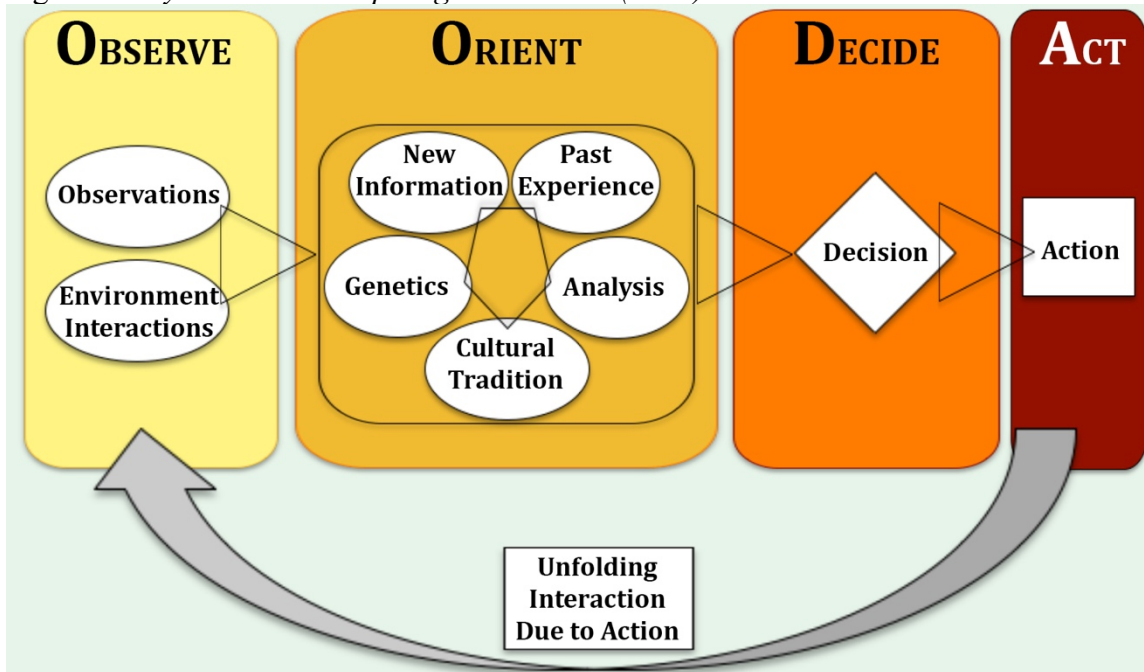 OBSERVE
ORIENT
DECIDE
ACT
Observations
Environment
Interactions
New
Information
Past
Experience
Genetics
Analysis
Cultural
Tradition
Decision
Action
Unfolding
Interaction
Due to Action